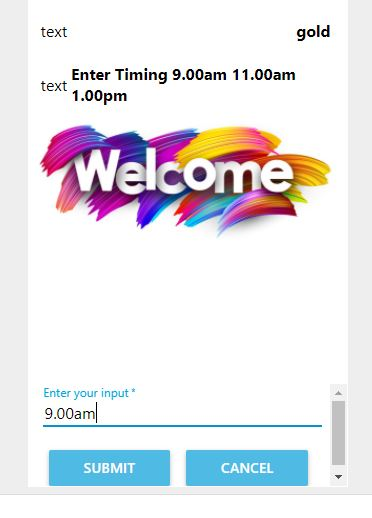 text gold
text Enter Timing 9.00am 11.00am
1.00pm
Welcome
Enter your input *
9.00am
SUBMIT CANCEL